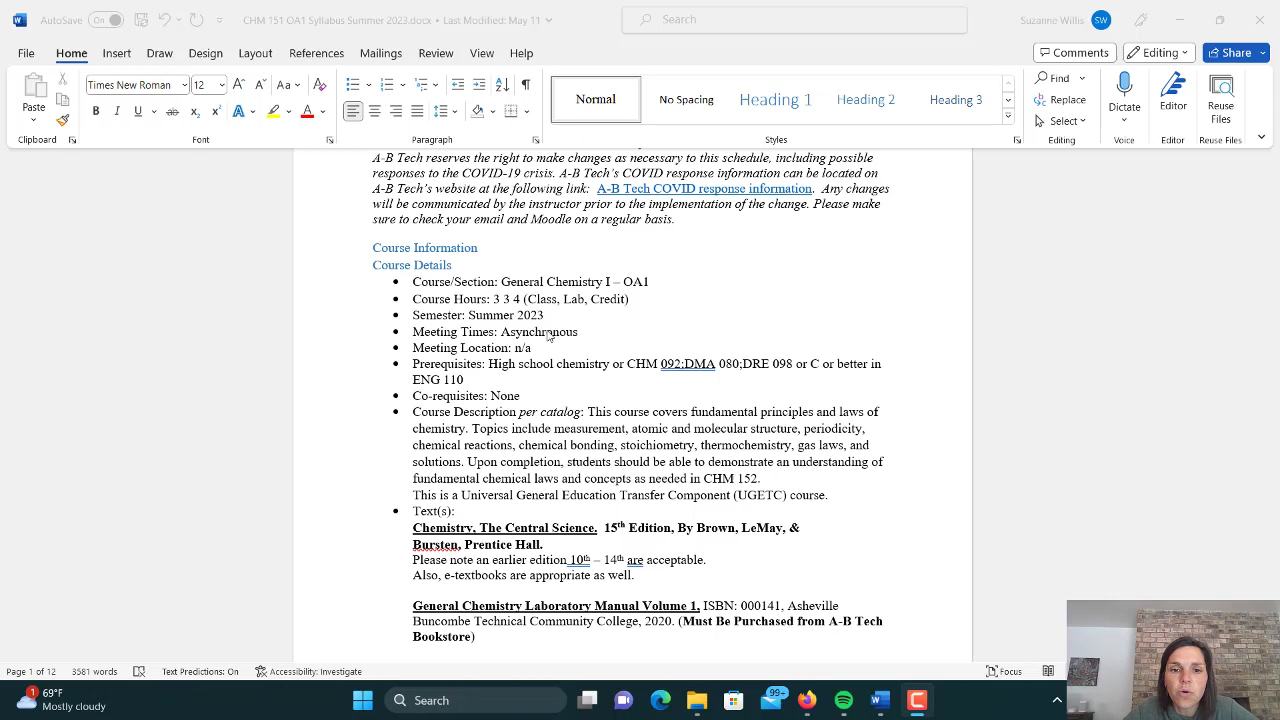 AutoSave Off CHM 151 OA1 Syllabus Summer 2023.docx • Last Modified: May 11 Search Suzanne Willis SW
File Home Insert Draw Design Layout References Mailings Review View Help Comments Editing Share
Times New Roman 12 Aa Find
Paste Normal No Spacing Heading 1 Heading 2 Heading 3 Replace Dictate Editor Reuse Files
B I U Select
Clipboard Font Paragraph Styles Voice Editor Reuse Files
A-B Tech reserves the right to make changes as necessary to this schedule, including possible
responses to the COVID-19 crisis. A-B Tech's COVID response information can be located on
A-B Tech's website at the following link: A-B Tech COVID response information. Any changes
will be communicated by the instructor prior to the implementation of the change. Please make
sure to check your email and Moodle on a regular basis.
Course Information
Course Details
• Course/Section: General Chemistry I – OA1
• Course Hours: 3 3 4 (Class, Lab, Credit)
• Semester: Summer 2023
• Meeting Times: Asynchronous
• Meeting Location: n/a
• Prerequisites: High school chemistry or CHM 092:DMA 080;DRE 098 or C or better in
ENG 110
• Co-requisites: None
• Course Description per catalog: This course covers fundamental principles and laws of
chemistry. Topics include measurement, atomic and molecular structure, periodicity,
chemical reactions, chemical bonding, stoichiometry, thermochemistry, gas laws, and
solutions. Upon completion, students should be able to demonstrate an understanding of
fundamental chemical laws and concepts as needed in CHM 152.
This is a Universal General Education Transfer Component (UGETC) course.
• Text(s):
Chemistry, The Central Science. 15th Edition, By Brown, LeMay, &
Bursten, Prentice Hall.
Please note an earlier edition 10th – 14th are acceptable.
Also, e-textbooks are appropriate as well.
General Chemistry Laboratory Manual Volume 1, ISBN: 000141, Asheville
Buncombe Technical Community College, 2020. (Must Be Purchased from A-B Tech
Bookstore)
Page 1 of 12 3581 words Text Predictions: On Accessibility: Investigate Focus
1 69°F Mostly cloudy Search 99+